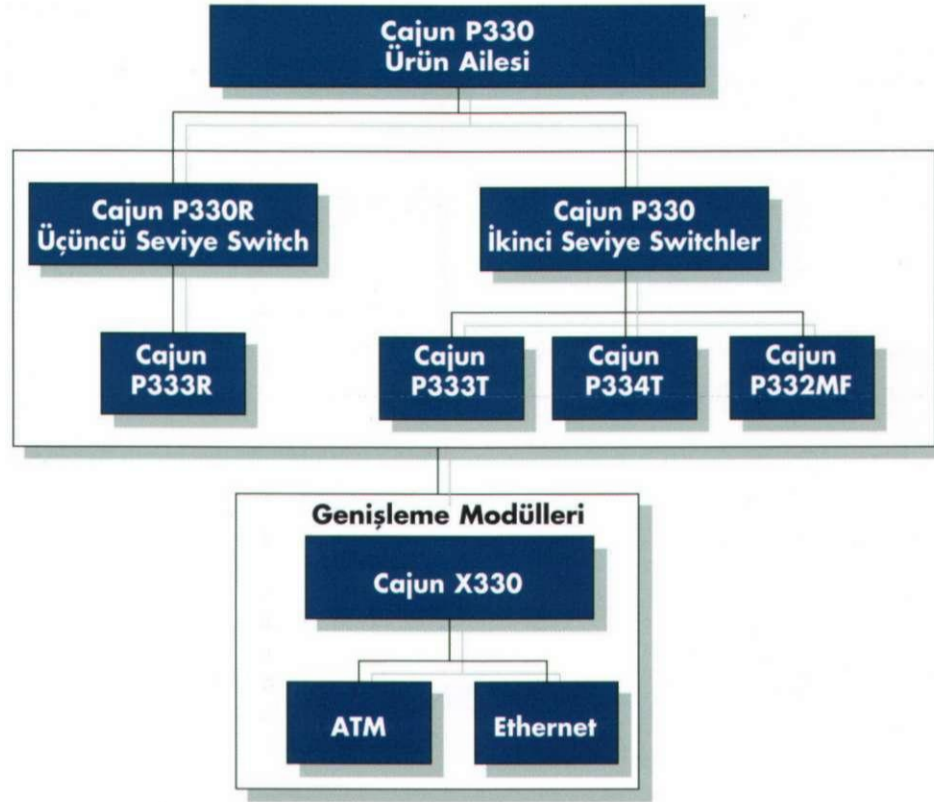 Cajun P330
Ürün Ailesi
Cajun P330R
Üçüncü Seviye Switch
Cajun P330
İkinci Seviye Switchler
Cajun
P333R
Cajun
P333T
Cajun
P334T
Cajun
P332MF
Genişleme Modülleri
Cajun X330
ATM
Ethernet